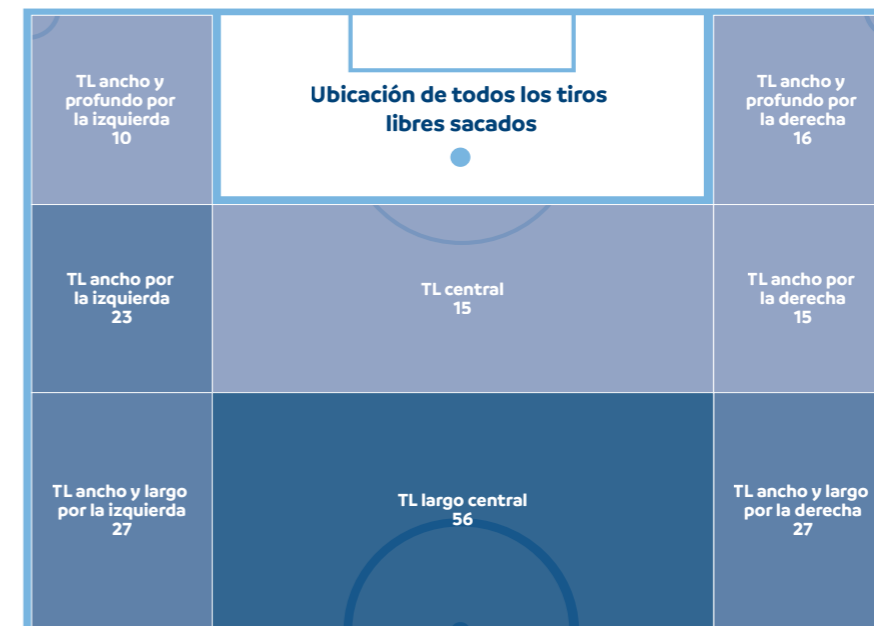 TL ancho y
profundo por
la izquierda
10
Ubicación de todos los tiros
libres sacados
TL ancho y
profundo por
la derecha
16
TL ancho por
la izquierda
23
TL central
15
TL ancho por
la derecha
15
TL ancho y largo
por la izquierda
27
TL largo central
56
TL ancho y largo
por la derecha
27